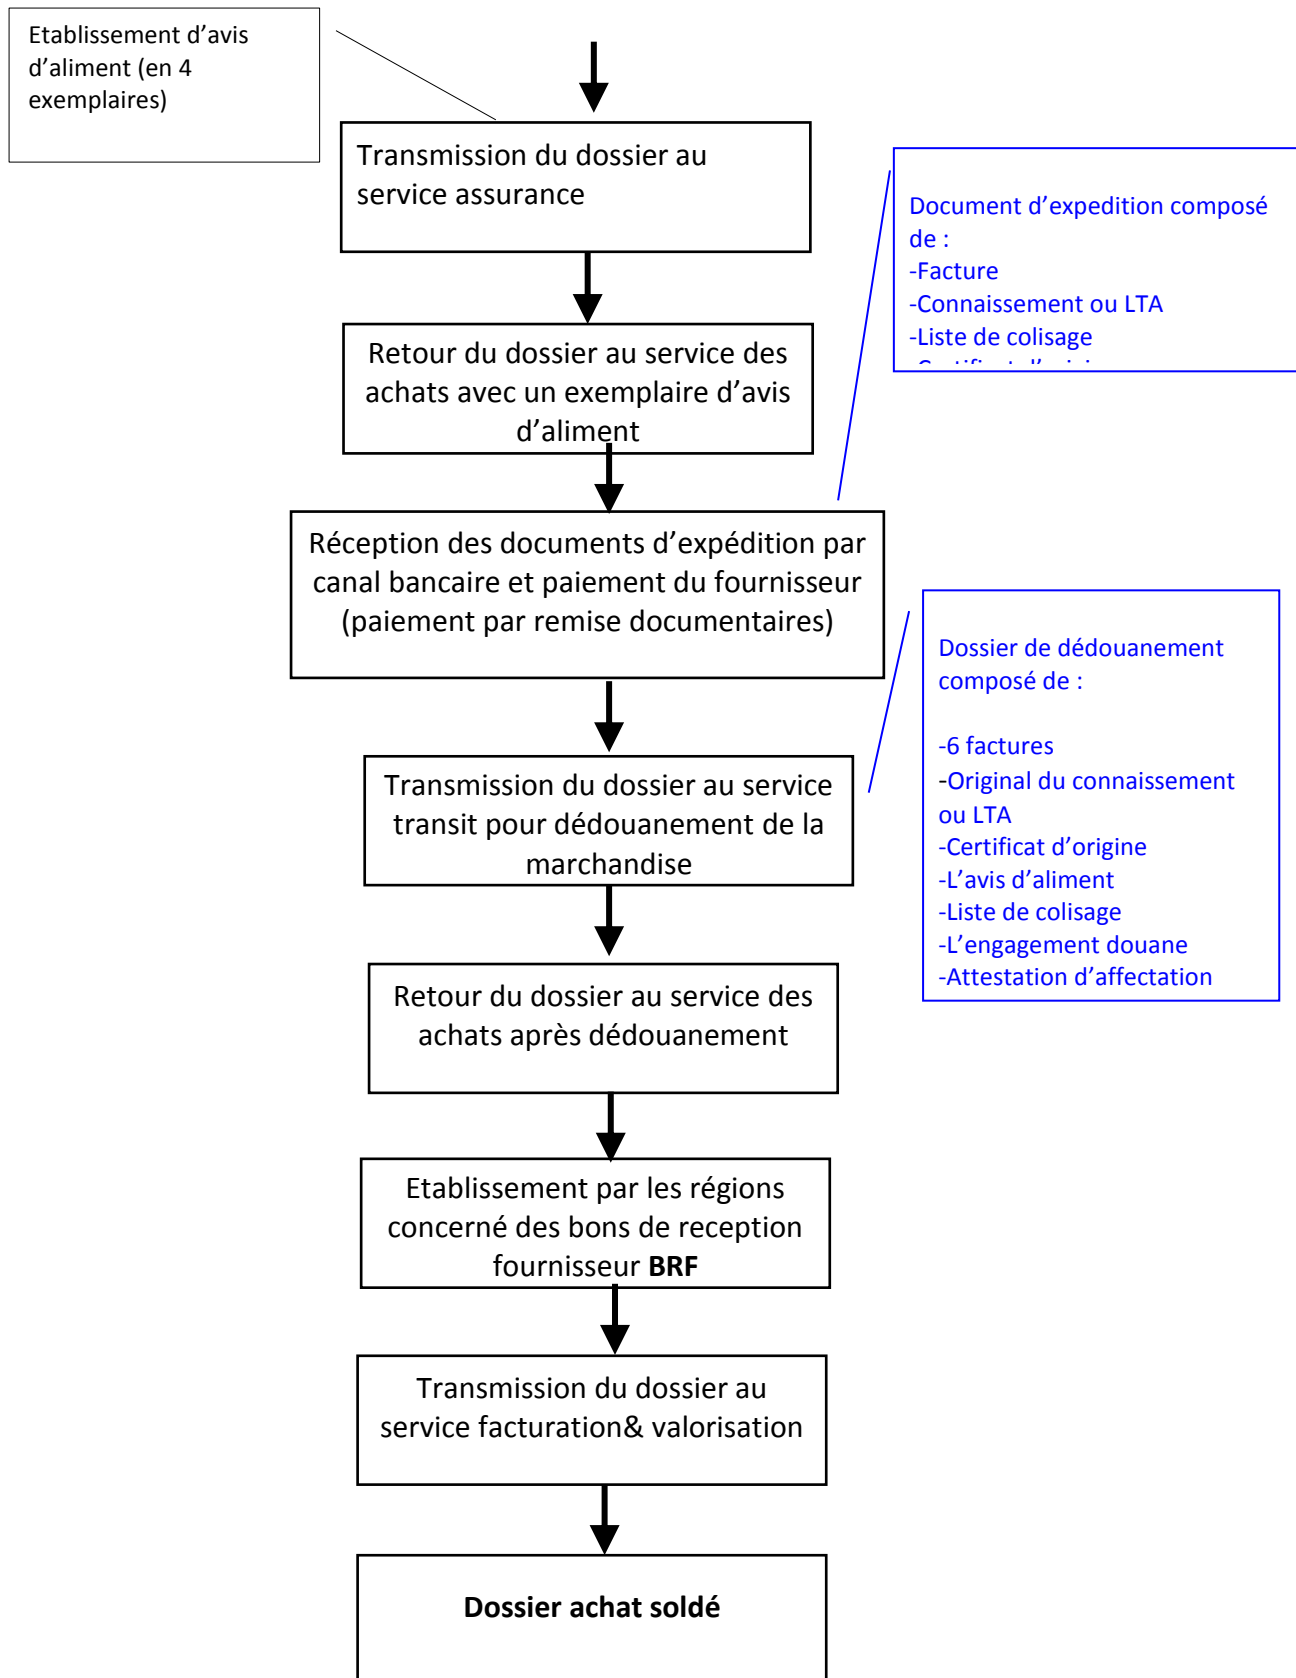 Etablissement d’avis
d’aliment (en 4
exemplaires)
Transmission du dossier au
service assurance
Document d’expedition composé
de :
-Facture
-Connaissement ou LTA
-Liste de colisage
Retour du dossier au service des
achats avec un exemplaire d’avis
d’aliment
Réception des documents d’expédition par
canal bancaire et paiement du fournisseur
(paiement par remise documentaires)
Dossier de dédouanement
composé de :
-6 factures
-Original du connaissement
ou LTA
-Certificat d’origine
-L’avis d’aliment
-Liste de colisage
-L’engagement douane
-Attestation d’affectation
Transmission du dossier au service
transit pour dédouanement de la
marchandise
Retour du dossier au service des
achats après dédouanement
Etablissement par les régions
concerné des bons de reception
fournisseur BRF
Transmission du dossier au
service facturation& valorisation
Dossier achat soldé